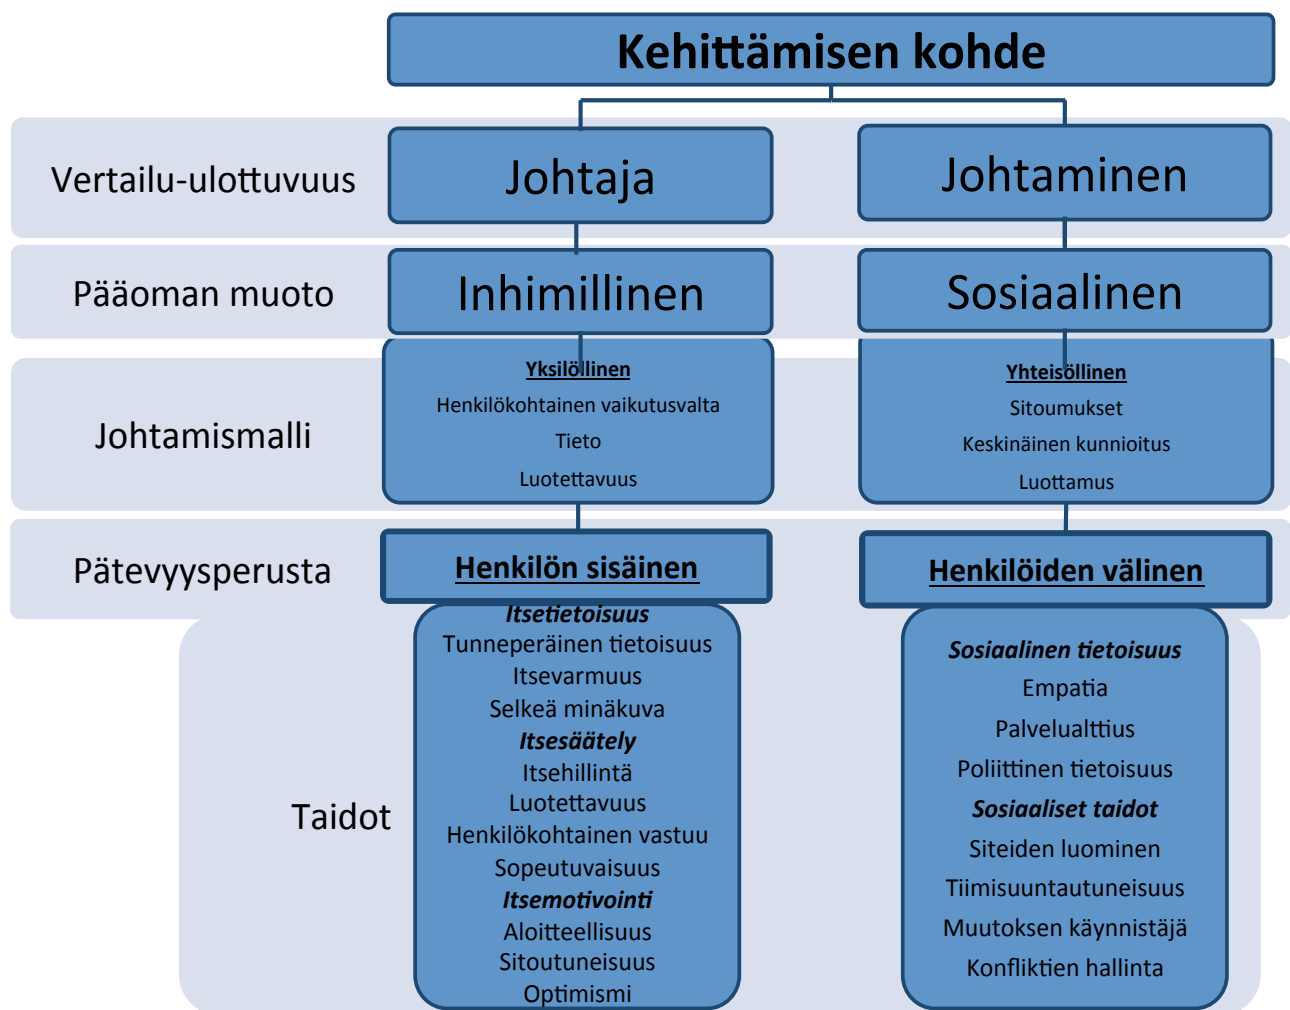 Kehittämisen kohde
Vertailu-ulottuvuus
Johtaja
Johtaminen
Pääoman muoto
Inhimillinen
Sosiaalinen
Johtamismalli
Yksilöllinen
Henkilökohtainen vaikutusvalta
Tieto
Luotettavuus
Yhteisöllinen
Sitoumukset
Keskinäinen kunnioitus
Luottamus
Pätevyysperusta
Henkilön sisäinen
Henkilöiden välinen
Taidot
Itsetietoisuus
Tunneperäinen tietoisuus
Itsevarmuus
Selkeä minäkuva
Itsesäätely
Itsehillintä
Luotettavuus
Henkilökohtainen vastuu
Sopeutuvaisuus
Itsemotivointi
Aloitteellisuus
Sitoutuneisuus
Optimismi
Sosiaalinen tietoisuus
Empatia
Palvelualttius
Poliittinen tietoisuus
Sosiaaliset taidot
Siteiden luominen
Tiimisuuntautuneisuus
Muutoksen käynnistäjä
Konfliktien hallinta